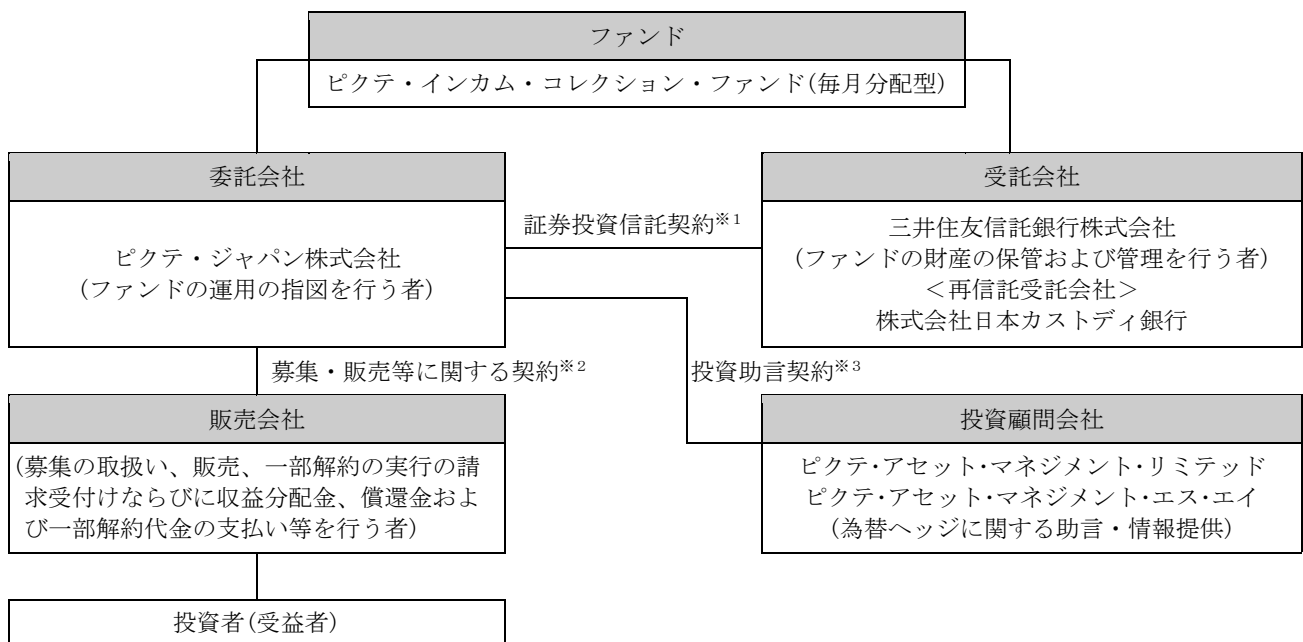 ファンド
ピクテ・インカム・コレクション・ファンド(毎月分配型)
委託会社
ピクテ・ジャパン株式会社
(ファンドの運用の指図を行う者)
証券投資信託契約※1
受託会社
三井住友信託銀行株式会社
(ファンドの財産の保管および管理を行う者)
<再信託受託会社>
株式会社日本カストディ銀行
募集・販売等に関する契約※2
投資助言契約※3
販売会社
(募集の取扱い、販売、一部解約の実行の請
求受付けならびに収益分配金、償還金およ
び一部解約代金の支払い等を行う者)
投資顧問会社
ピクテ・アセット・マネジメント・リミテッド
ピクテ・アセット・マネジメント・エス・エイ
(為替ヘッジに関する助言・情報提供)
投資者(受益者)